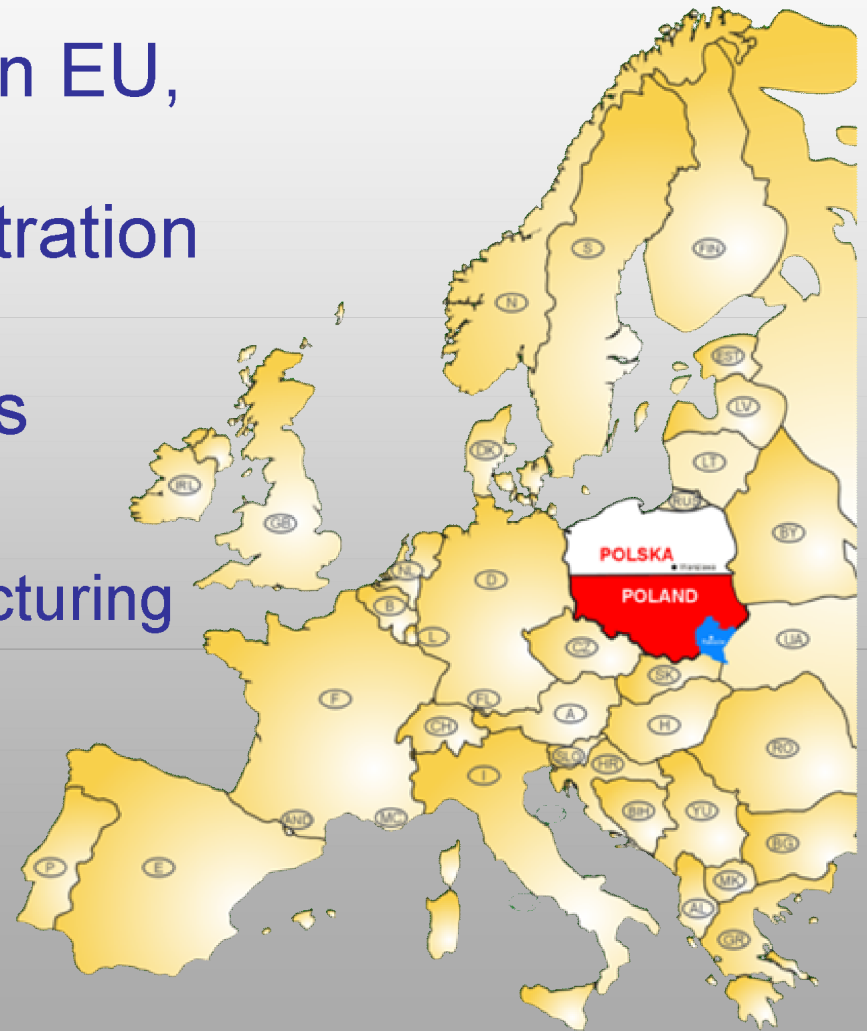 n EU,
tration
s
cturing
N
S
FIN
EST
LV
LT
RUS
DK
IRL
GB
BY
NL
D
POLSKA
Warszawa
B
POLAND
L
CZ
UA
SK
F
FL
A
H
CH
RO
SLO
HR
I
BIH
YU
AND
MC
BG
P
E
MK
AL
GR